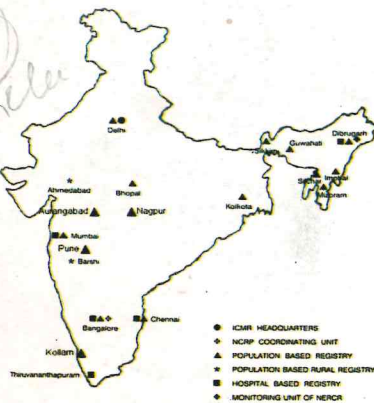 Delhi
Sikkim
Guwahati
Dibrugarh
Silchar
Imphal
Mizoram
Ahmedabad
Bhopal
Kolkota
Aurangabad
Nagpur
Mumbai
Pune
Barshi
Bangalore
Chennai
Kollam
Thiruvananthapuram
ICMR HEADQUARTERS
NCRP COORDINATING UNIT
POPULATION BASED REGISTRY
POPULATION BASED RURAL REGISTRY
HOSPITAL BASED REGISTRY
MONITORING UNIT OF NERCR